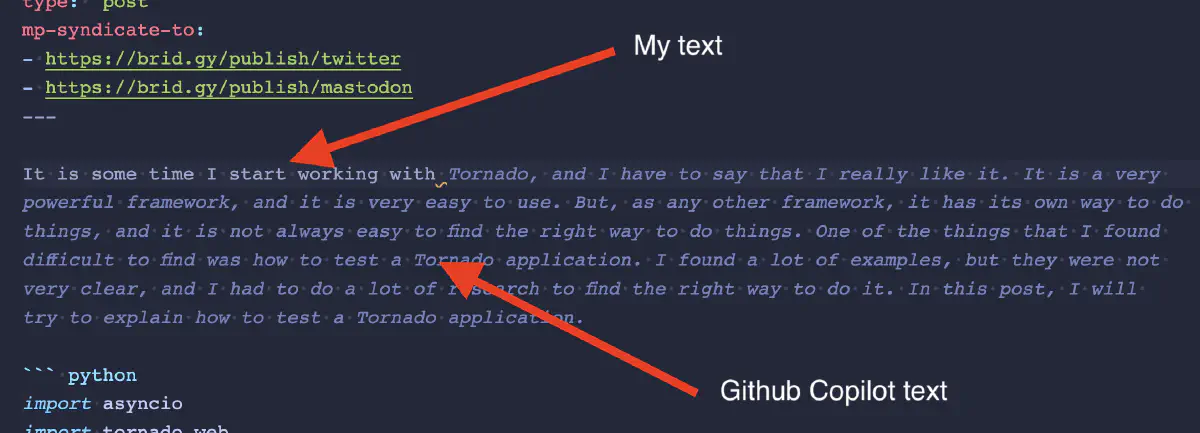 type: post
mp-syndicate-to:
- https://brid.gy/publish/twitter
My text
- https://brid.gy/publish/mastodon
---
It is some time I start working with Tornado, and I have to say that I really like it. It is a very
powerful framework, and it is very easy to use. But, as any other framework, it has its own way to do
things, and it is not always easy to find the right way to do things. One of the things that I found
difficult to find was how to test a Tornado application. I found a lot of examples, but they were not
very clear, and I had to do a lot of research to find the right way to do it. In this post, I will
try to explain how to test a Tornado application.
``` python
Github Copilot text
import asyncio
import tornado.web